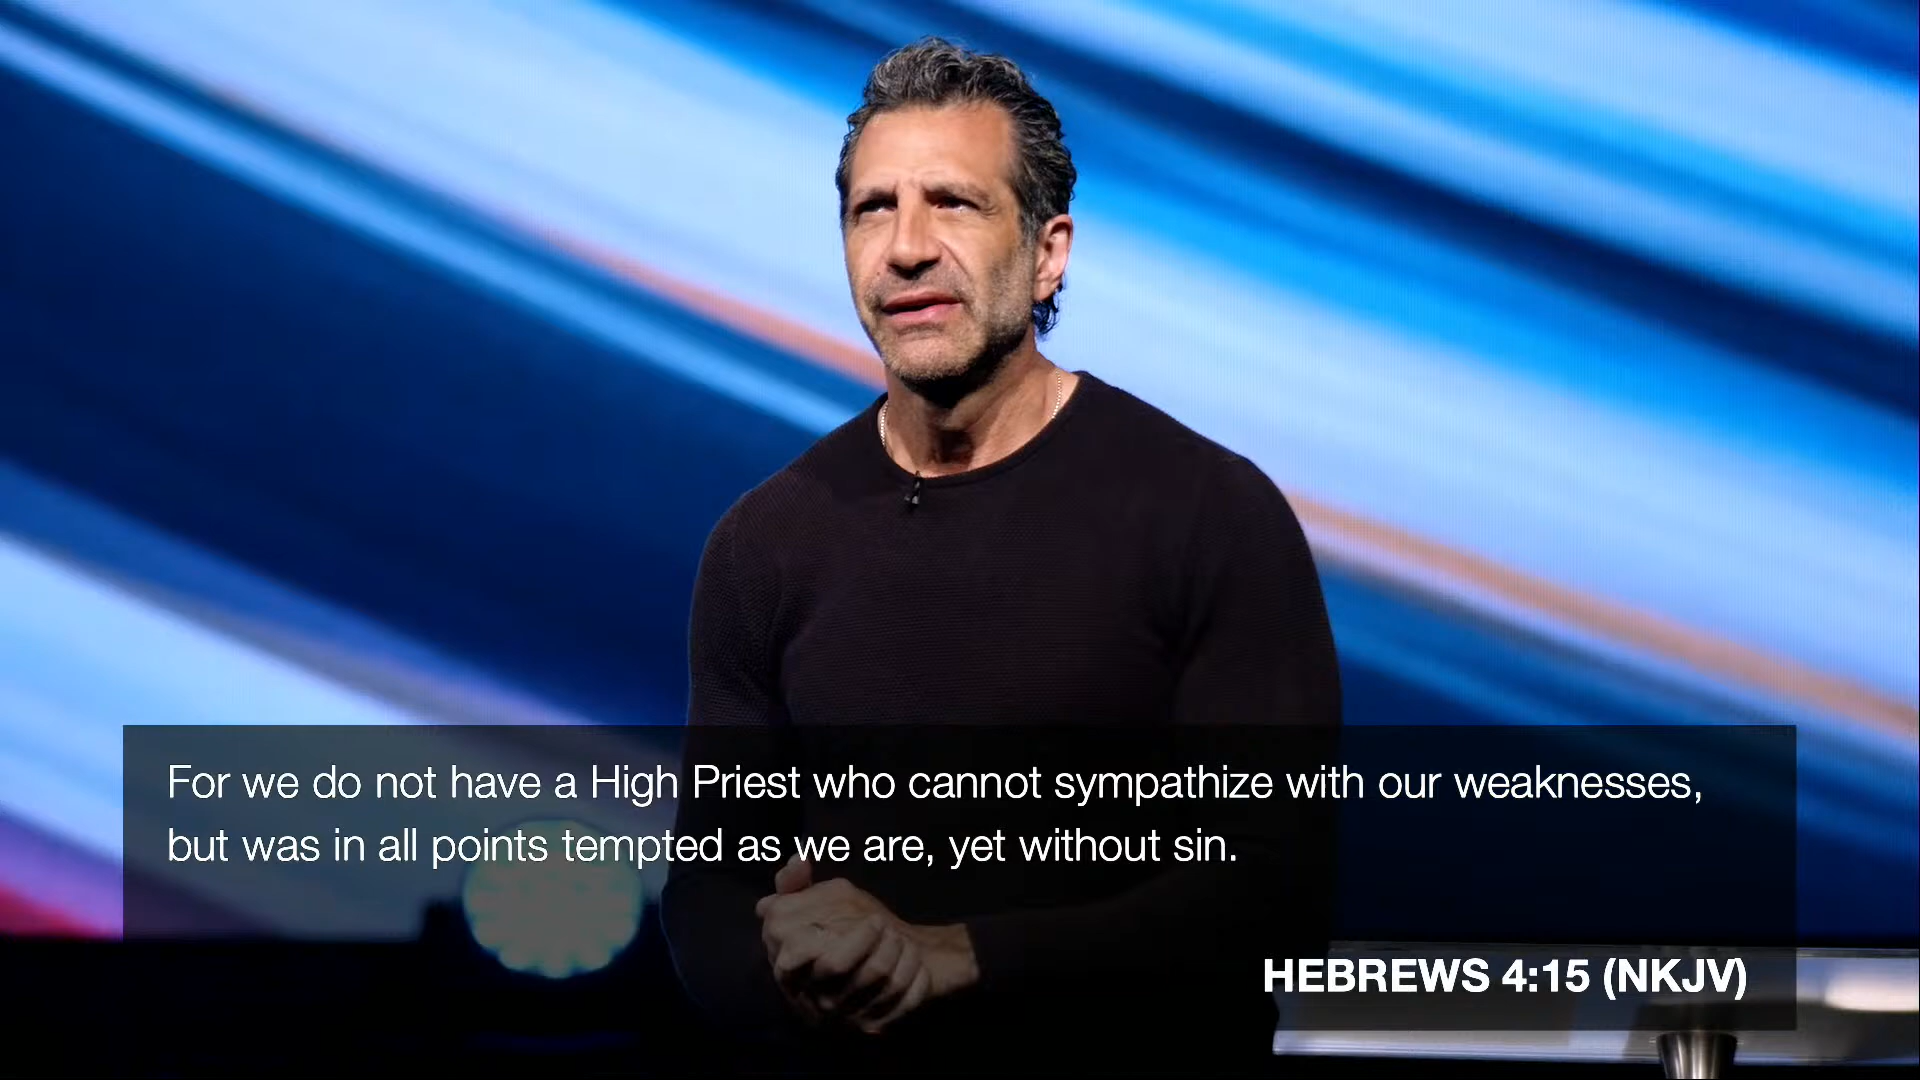 For we do not have a High Priest who cannot sympathize with our weaknesses,
but was in all points tempted as we are, yet without sin.
HEBREWS 4:15 (NKJV)